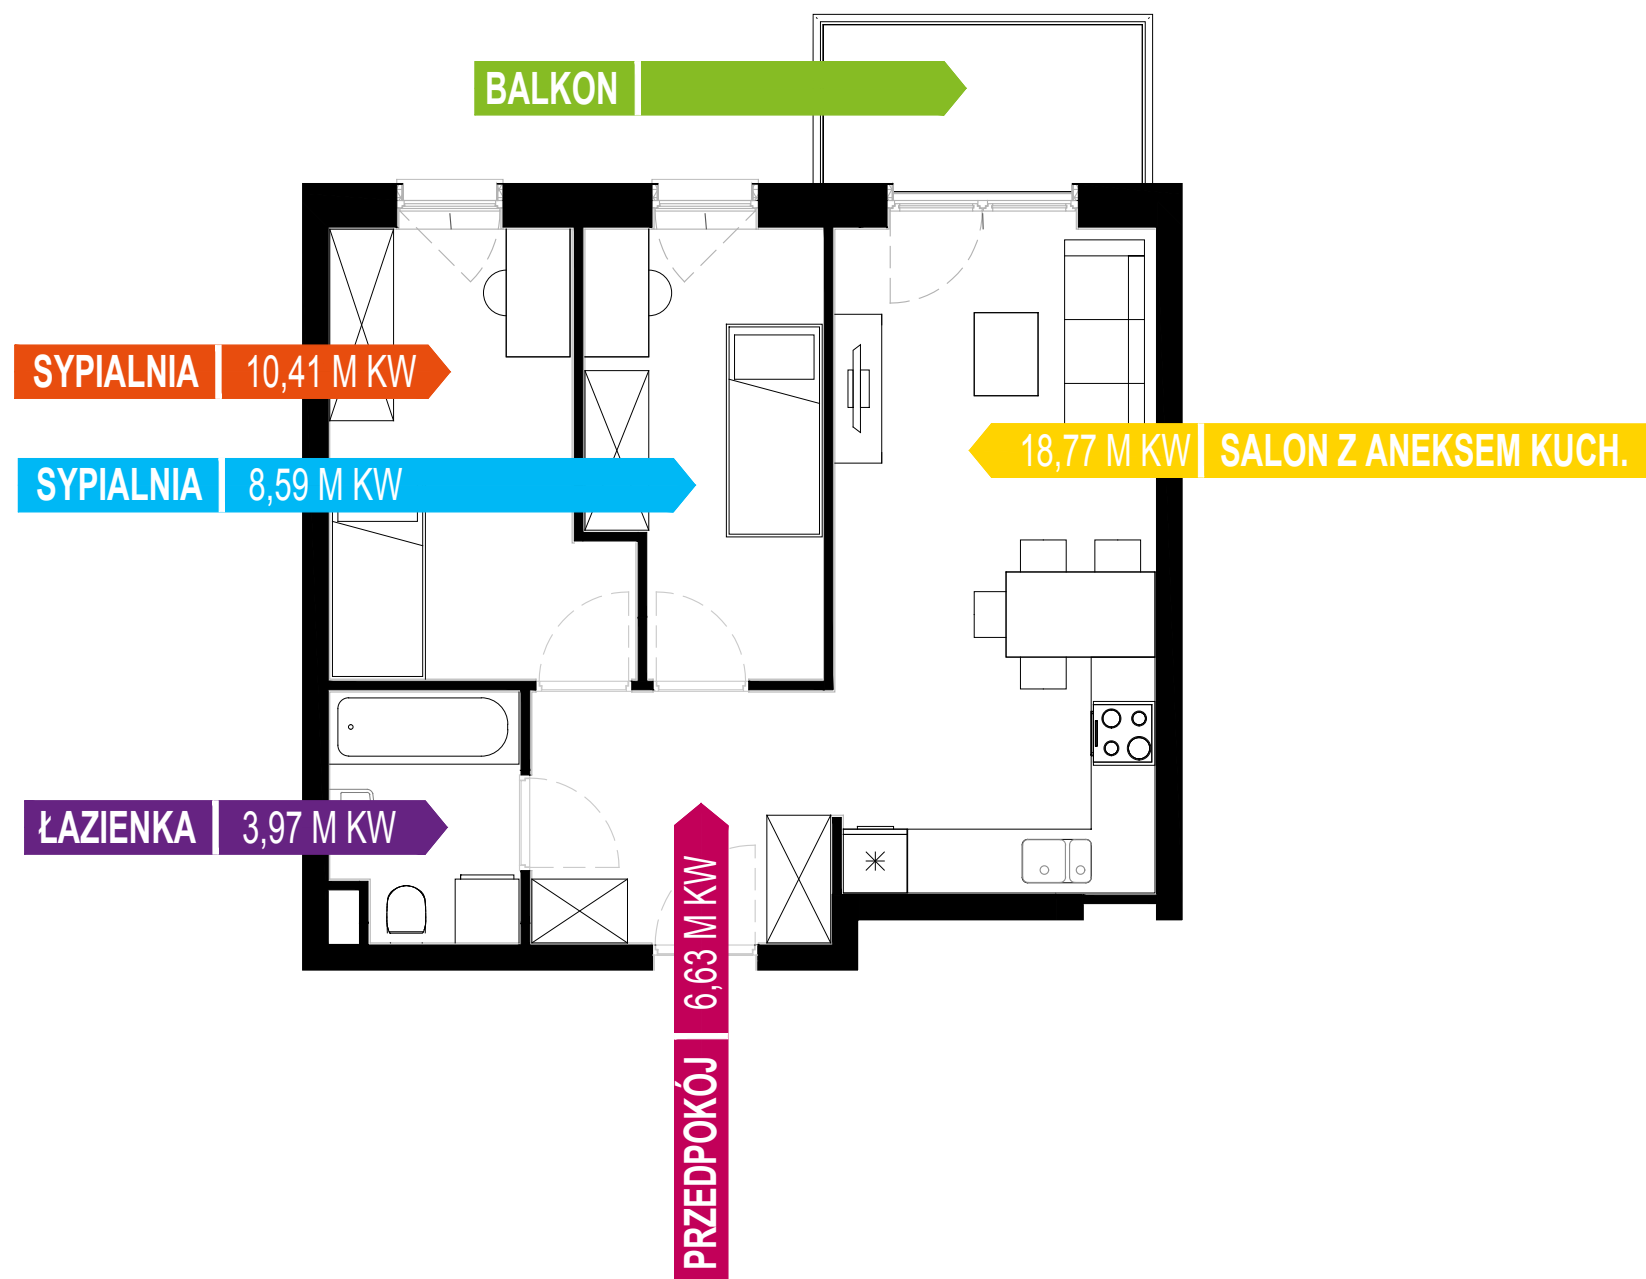 BALKON
SYPIALNIA 10,41 M KW
18,77 M KW SALON Z ANEKSEM KUCH.
SYPIALNIA 8,59 M KW
ŁAZIENKA 3,97 M KW
PRZEDPOKÓJ 6,63 M KW